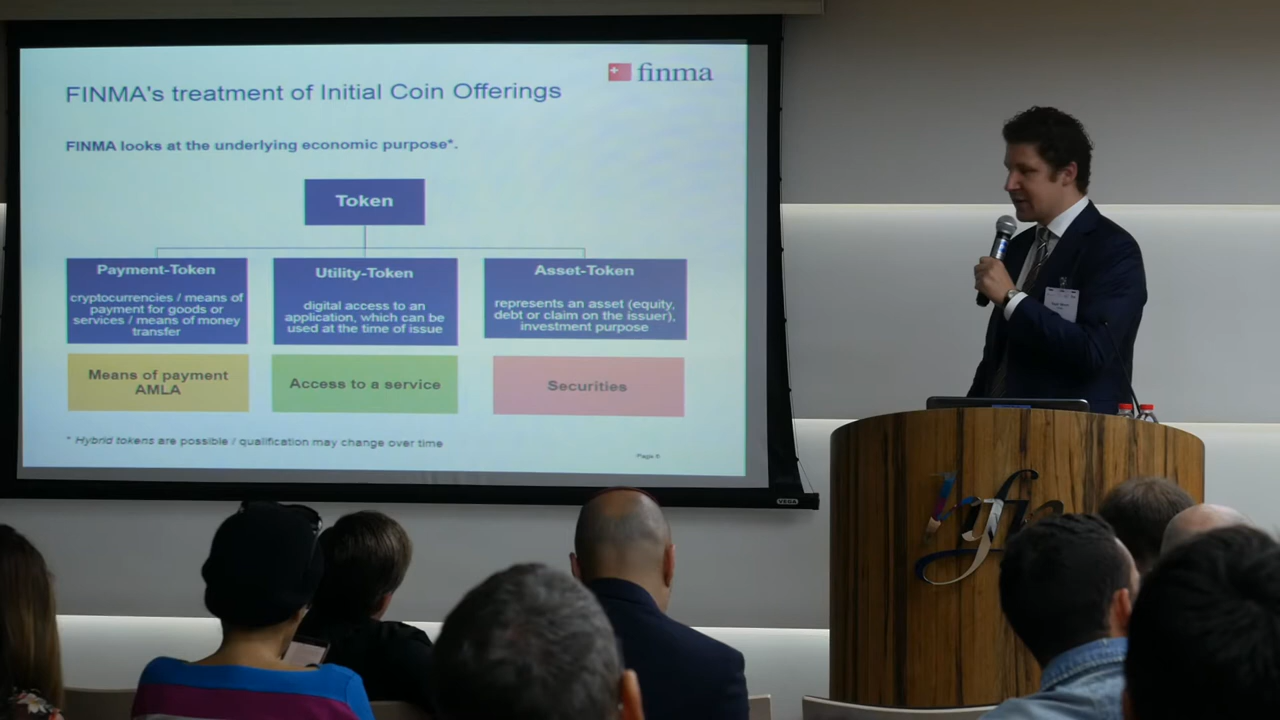 finma
FINMA's treatment of Initial Coin Offerings
FINMA looks at the underlying economic purpose*.
Token
Payment-Token
cryptocurrencies / means of
payment for goods or
services / means of money
transfer
Utility-Token
digital access to an
application, which can be
used at the time of issue
Asset-Token
represents an asset (equity,
debt or claim on the issuer),
investment purpose
Means of payment
AMLA
Access to a service
Securities
* Hybrid tokens are possible / qualification may change over time
Page 6
VEGA